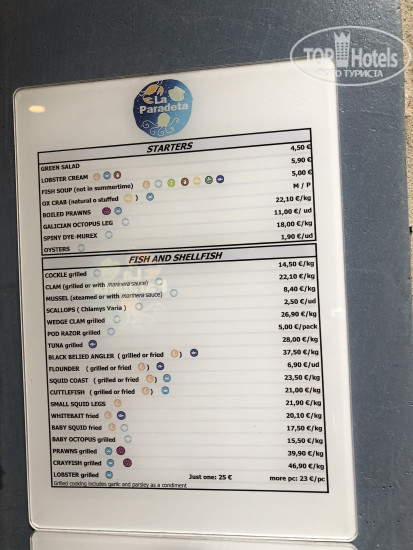 TOP Hotels
ФОТО ТУРИСТА
La
Paradeta
STARTERS
GREEN SALAD 4,50 €
LOBSTER CREAM 5,90 €
FISH SOUP (not in summertime) 5,00 €
OX CRAB (natural o stuffed ) M / P
BOILED PRAWNS 22,10 €/kg
GALICIAN OCTOPUS LEG 11,00 €/ ud
SPINY DYE-MUREX 18,00 €/kg
OYSTERS 1,90 €/ud
FISH AND SHELLFISH
COCKLE grilled 14,50 €/kg
CLAM (grilled or with marinera sauce) 22,10 €/kg
MUSSEL (steamed or with marinera sauce) 8,40 €/kg
SCALLOPS ( Chlamys Varia ) 2,50 €/ud
WEDGE CLAM grilled 26,90 €/kg
POD RAZOR grilled 5,00 €/pack
TUNA grilled 28,00 €/kg
BLACK BELIED ANGLER ( grilled or fried ) 37,50 €/kg
FLOUNDER ( grilled or fried ) 6,90 €/ud
SQUID COAST ( grilled or fried ) 23,50 €/kg
CUTTLEFISH ( grilled or fried ) 21,00 €/kg
SMALL SQUID LEGS 21,90 €/kg
WHITEBAIT fried 20,10 €/kg
BABY SQUID fried 17,50 €/kg
BABY OCTOPUS grilled 15,50 €/kg
PRAWNS grilled 39,90 €/kg
CRAYFISH grilled 46,90 €/kg
LOBSTER grilled Just one: 25 € more pc: 23 €/pc
Grilled cooking includes garlic and parsley as a condiment